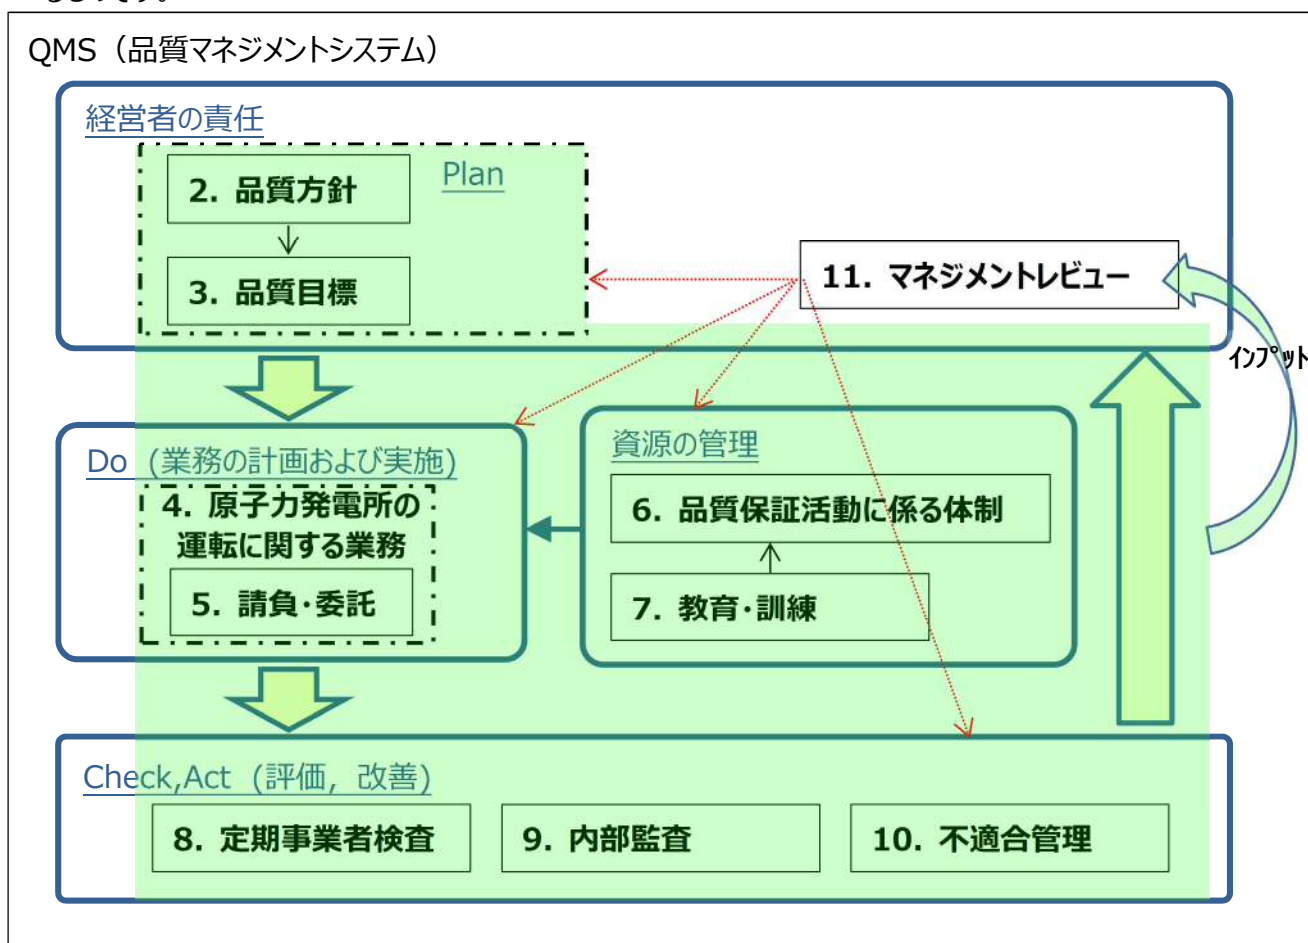 QMS（品質マネジメントシステム）
経営者の責任
Plan
2. 品質方針
3. 品質目標
11. マネジメントレビュー
インプット
Do (業務の計画および実施)
4. 原子力発電所の
運転に関する業務
5. 請負・委託
資源の管理
6. 品質保証活動に係る体制
7. 教育・訓練
Check,Act (評価，改善)
8. 定期事業者検査
9. 内部監査
10. 不適合管理